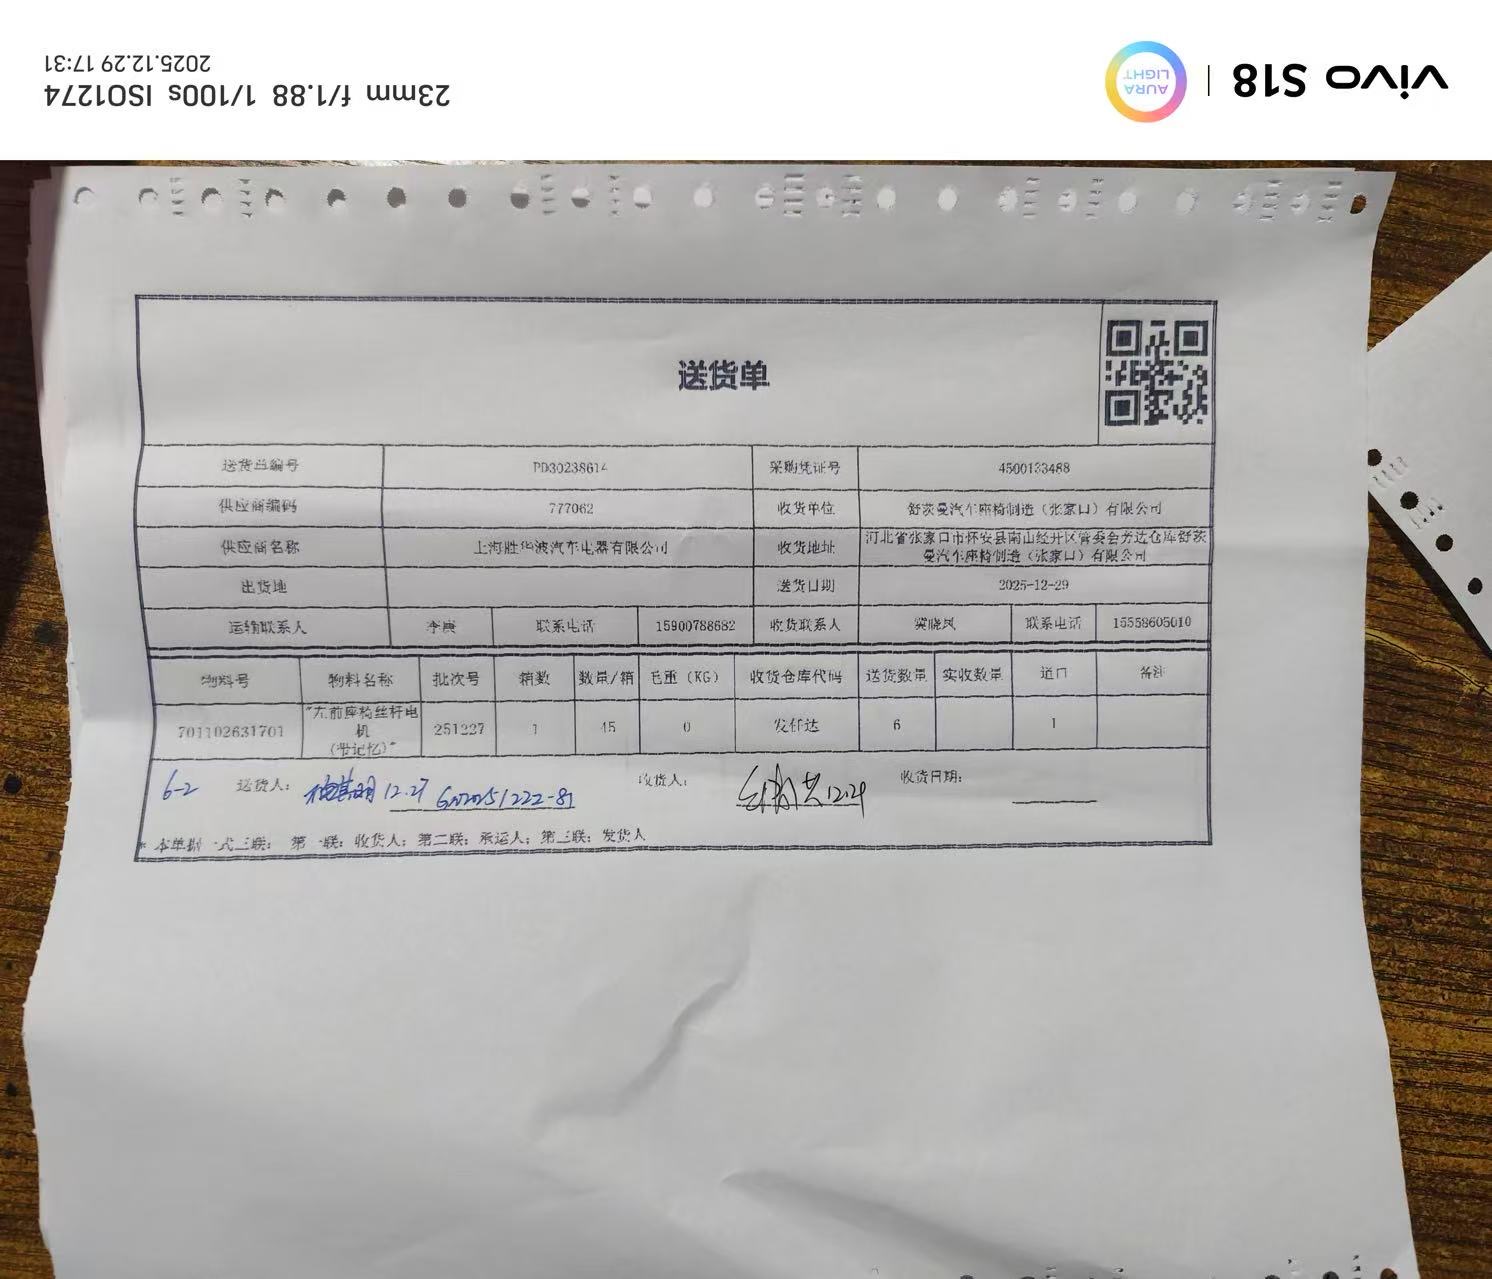 vivo S18
AURA LIGHT
23mm f/1.88 1/100s ISO1274
2025.12.29 17:31
送货单
送货单编号 PD30238614 采购凭证号 4500133488
供应商编码 777062 收货单位 舒茨曼汽车座椅制造（张家口）有限公司
供应商名称 上海胜华波汽车电器有限公司 收货地址 河北省张家口市怀安县南山经开区管委会旁边仓库舒茨
曼汽车座椅制造（张家口）有限公司
出货地 送货日期 2025-12-29
运输联系人 李庚 联系电话 15900788682 收货联系人 窦晓凤 联系电话 15558605010
物料号 物料名称 批次号 箱数 数量/箱 毛重（KG） 收货仓库代码 送货数量 实收数量 道口 备注
701102631701 "左前座椅丝杆电
机
（带记忆）" 251227 1 45 0 发任达 6 1
6-2 送货人： 12.27 收货人： 12.29 收货日期：
* 本单据一式三联： 第一联：收货人；第二联：承运人；第三联：发货人